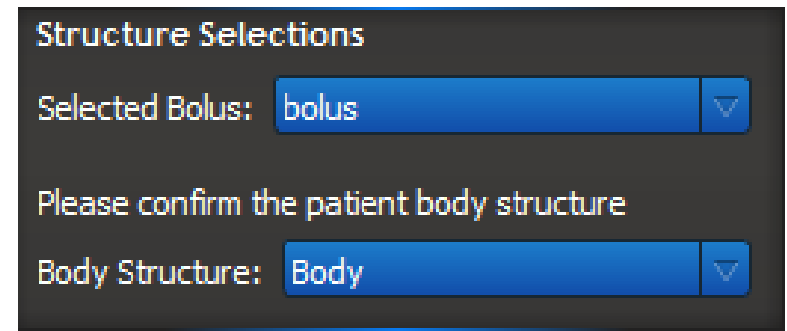 Structure Selections
Selected Bolus: bolus
Please confirm the patient body structure
Body Structure: Body